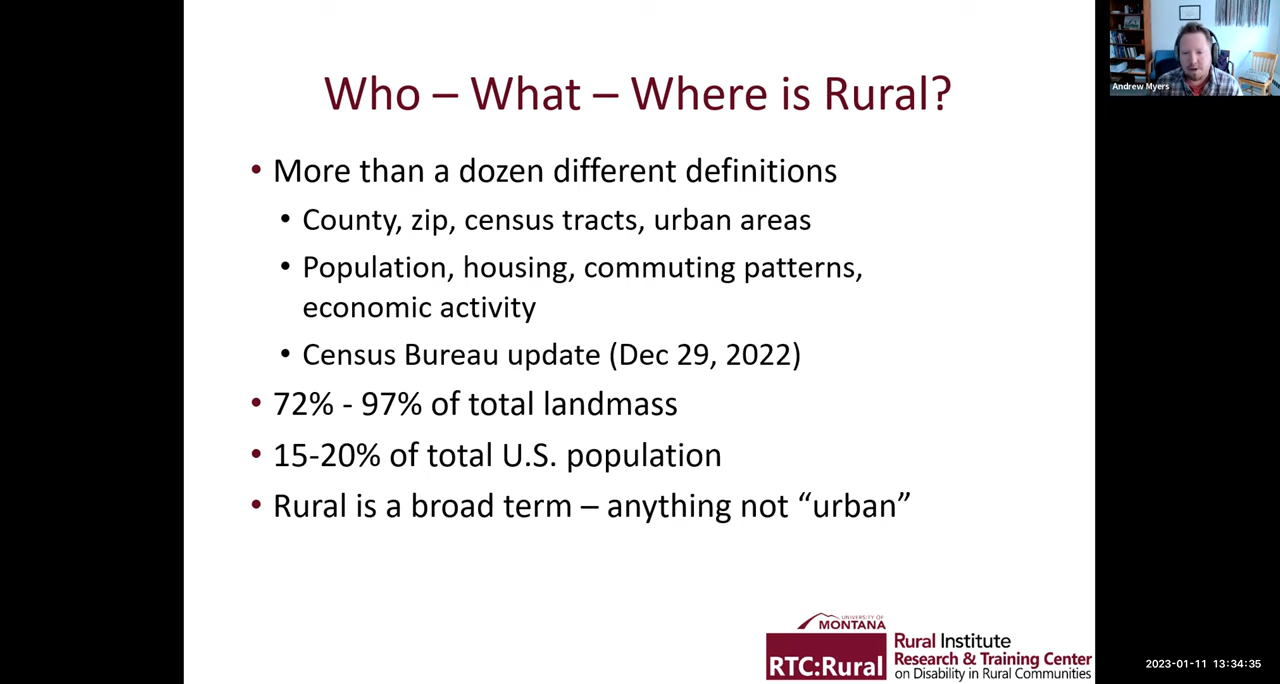 Who – What – Where is Rural?
• More than a dozen different definitions
• County, zip, census tracts, urban areas
• Population, housing, commuting patterns,
economic activity
• Census Bureau update (Dec 29, 2022)
• 72% - 97% of total landmass
• 15-20% of total U.S. population
• Rural is a broad term – anything not “urban”
Andrew Myers
UNIVERSITY OF
MONTANA
RTC:Rural
Rural Institute
Research & Training Center
on Disability in Rural Communities
2023-01-11 13:34:35